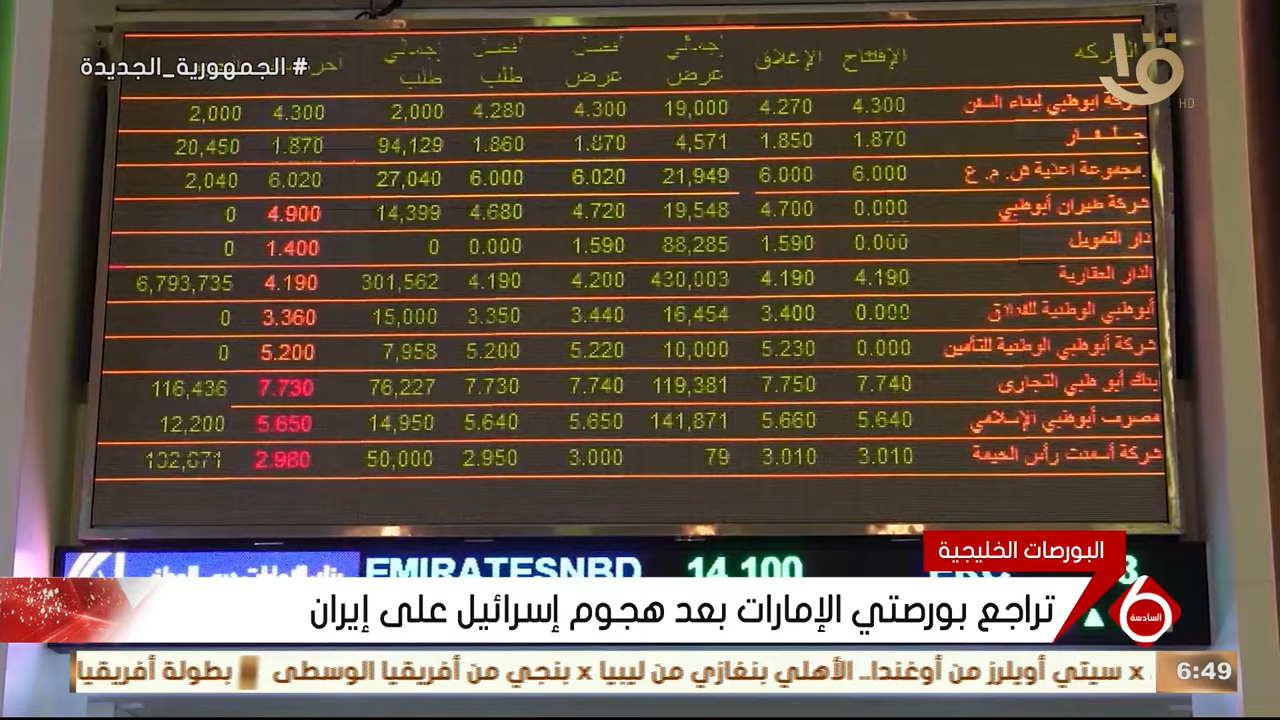 #الجمهورية_الجديدة
HD
الشركة الإفتتاح الإغلاق إجمالي عرض أفضل عرض أفضل طلب إجمالي طلب
شركة ابوظبي لبناء السفن 4.300 4.270 19,000 4.300 4.280 2,000 4.300 2,000
جلفار 1.870 1.850 4,571 1.870 1.860 94,129 1.870 20,450
مجموعة اغذية ش. م. ع 6.000 6.000 21,949 6.020 6.000 27,040 6.020 2,040
شركة طيران أبوظبي 0.000 4.700 19,548 4.720 4.680 14,399 4.900 0
دار التمويل 0.000 1.590 88,285 1.590 0.000 0 1.400 0
الدار العقارية 4.190 4.190 430,003 4.200 4.190 301,562 4.190 6,793,735
أبوظبي الوطنية للفنادق 0.000 3.400 16,454 3.440 3.350 15,000 3.360 0
شركة أبوظبي الوطنية للتأمين 0.000 5.230 10,000 5.220 5.200 7,958 5.200 0
بنك أبوظبي التجاري 7.740 7.750 119,381 7.740 7.730 76,227 7.730 116,436
مصرف أبوظبي الإسلامي 5.640 5.660 141,871 5.650 5.640 14,950 5.650 12,200
شركة أسمنت رأس الخيمة 3.010 3.010 79 3.000 2.950 50,000 2.980 132,671
EMIRATESNBD 14.100
البورصات الخليجية
تراجع بورصتي الإمارات بعد هجوم إسرائيل على إيران
السادسة
x سيتي أويلرز من أوغندا.. الأهلي بنغازي من ليبيا x بنجي من أفريقيا الوسطى بطولة أفريقيا
6:49